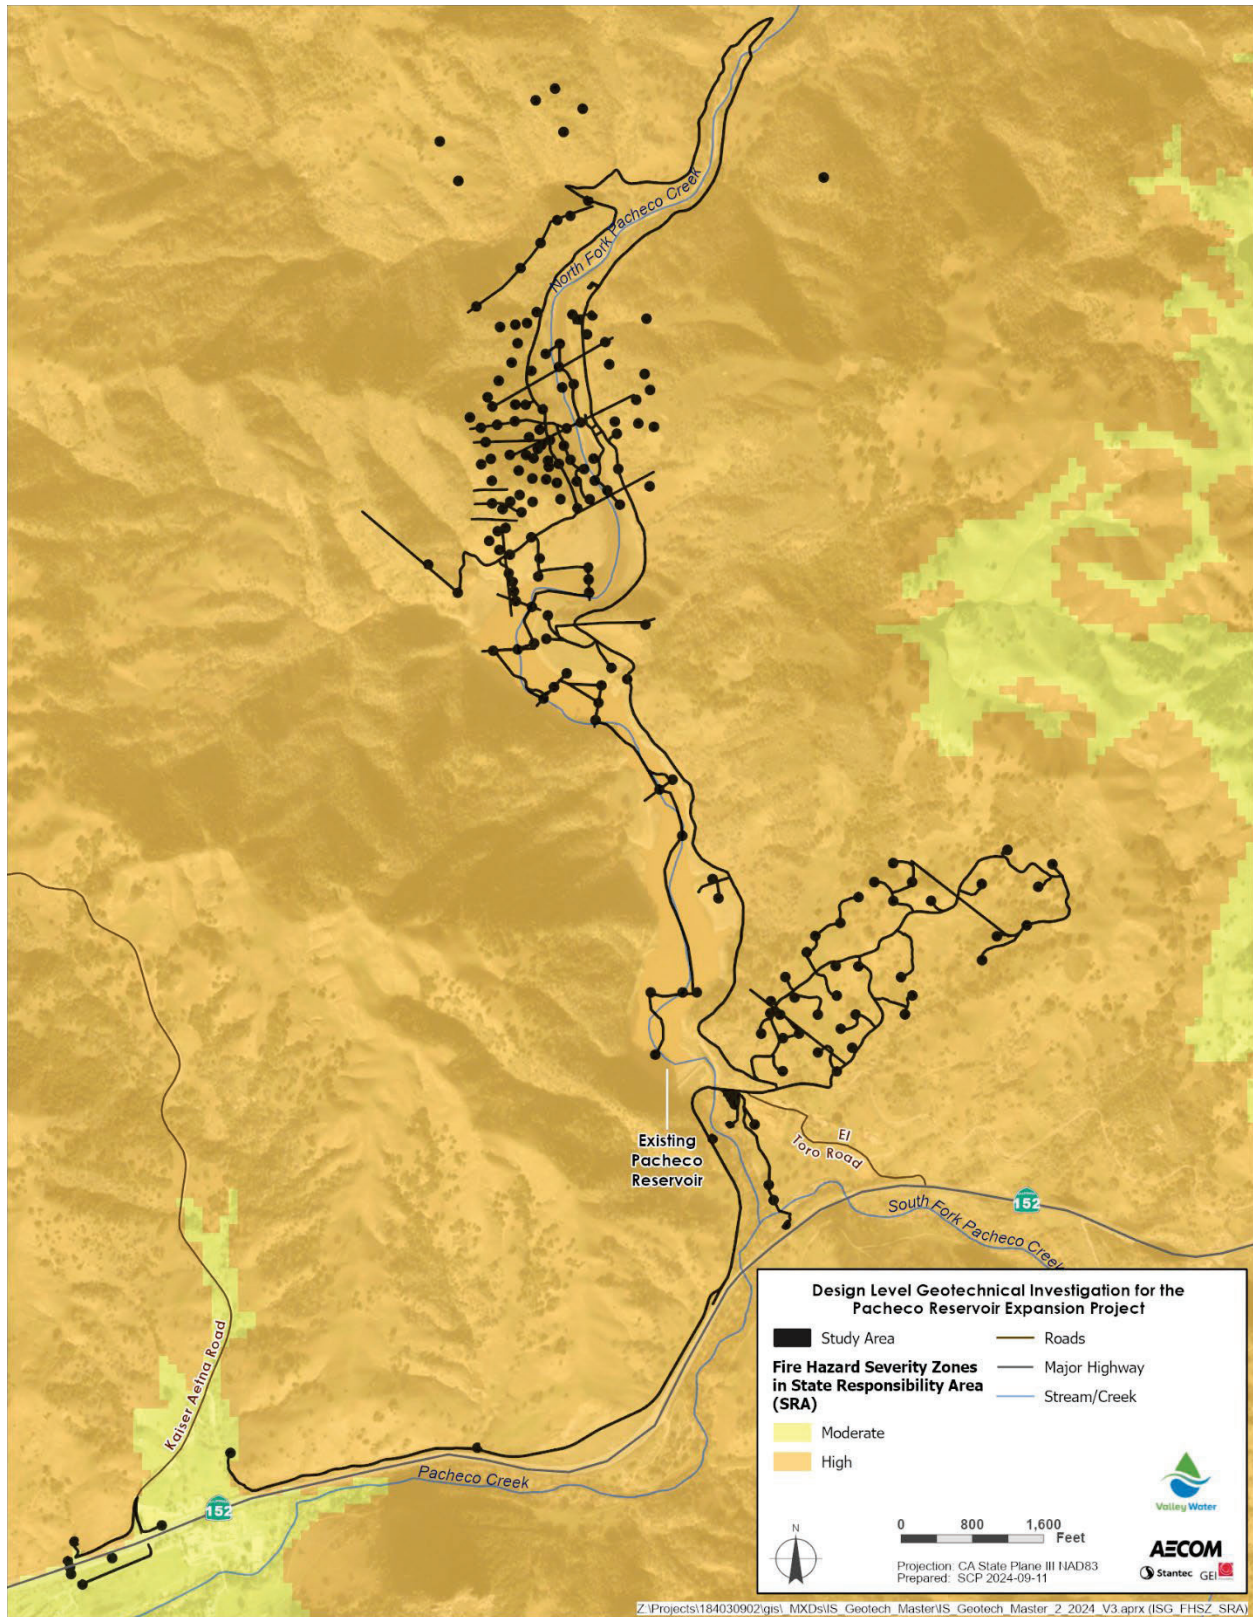 North Fork Pacheco Creek
Existing
Pacheco
Reservoir
El
Toro Road
152
South Fork Pacheco Creek
Kaiser Aetna Road
Pacheco Creek
152
Design Level Geotechnical Investigation for the
Pacheco Reservoir Expansion Project
Study Area
Roads
Fire Hazard Severity Zones
in State Responsibility Area
(SRA)
Major Highway
Stream/Creek
Moderate
High
Valley Water
N
0 800 1,600
Feet
AECOM
Stantec GEI
Projection: CA State Plane III NAD83
Prepared: SCP 2024-09-11
Z:\Projects\184030902\gis\_MXDs\IS_Geotech_Master\IS_Geotech_Master_2_2024_V3.aprx (ISG_FHSZ_SRA)